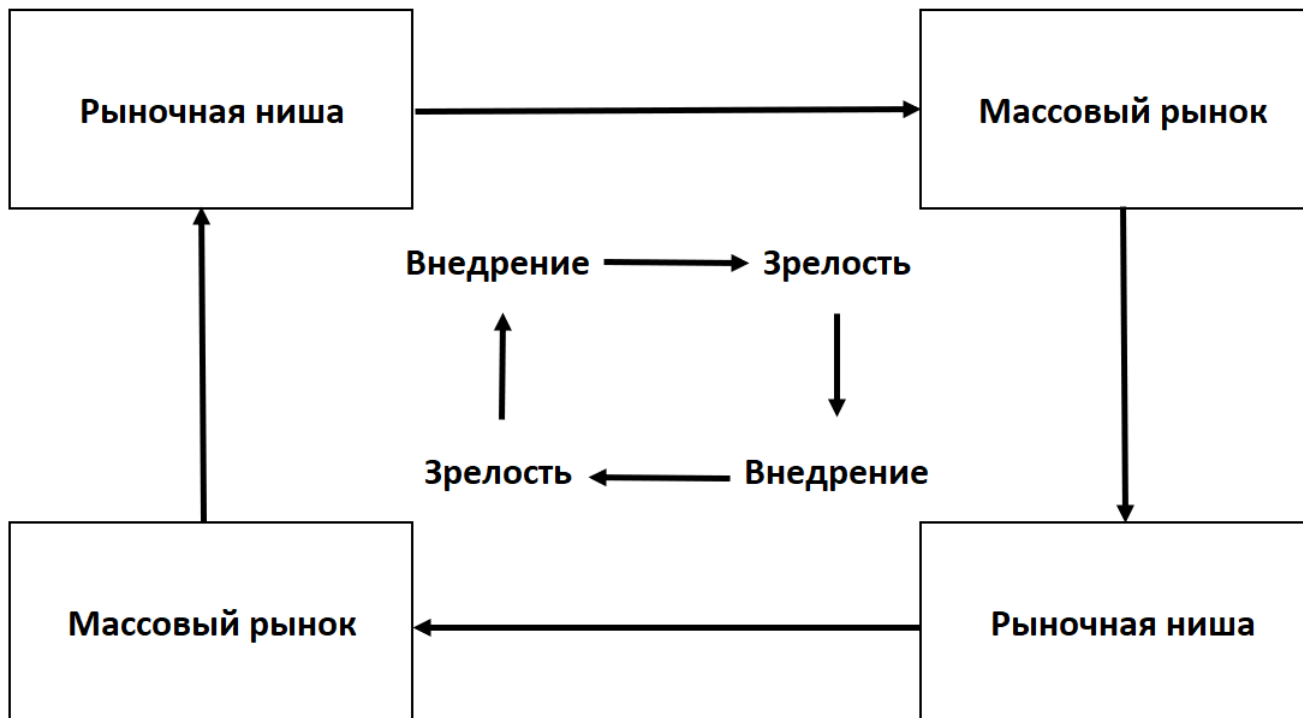 Рыночная ниша
Массовый рынок
Внедрение
Зрелость
Зрелость
Внедрение
Массовый рынок
Рыночная ниша